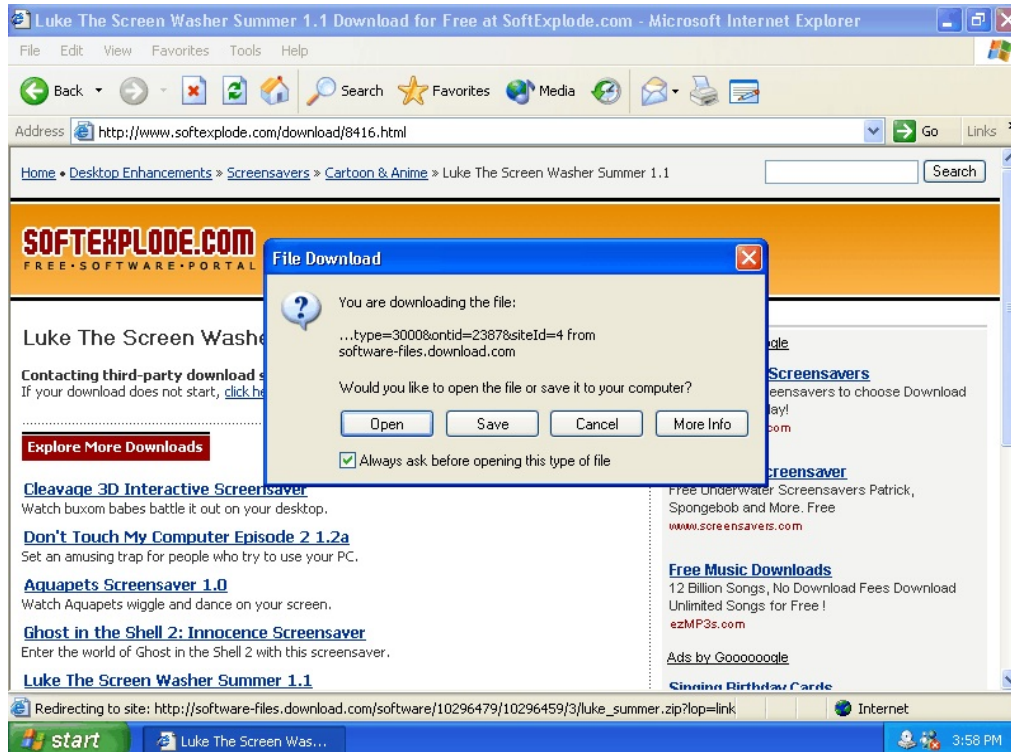 Luke The Screen Washer Summer 1.1 Download for Free at SoftExplode.com - Microsoft Internet Explorer
File Edit View Favorites Tools Help
Back Search Favorites Media
Address http://www.softexplode.com/download/8416.html Go Links
Home • Desktop Enhancements » Screensavers » Cartoon & Anime » Luke The Screen Washer Summer 1.1 Search
SOFTEXPLODE.COM
FREE•SOFTWARE•PORTAL
File Download
You are downloading the file:
...type=3000&ontid=2387&siteId=4 from
software-files.download.com
Would you like to open the file or save it to your computer?
Open Save Cancel More Info
Always ask before opening this type of file
Luke The Screen Washe
Contacting third-party download s
If your download does not start, click he
Explore More Downloads
Cleavage 3D Interactive Screensaver
Watch buxom babes battle it out on your desktop.
Don't Touch My Computer Episode 2 1.2a
Set an amusing trap for people who try to use your PC.
Aquapets Screensaver 1.0
Watch Aquapets wiggle and dance on your screen.
Ghost in the Shell 2: Innocence Screensaver
Enter the world of Ghost in the Shell 2 with this screensaver.
Luke The Screen Washer Summer 1.1
Screensavers
eensavers to choose Download
ay!
com
creensaver
Free Underwater Screensavers Patrick,
Spongebob and More. Free
www.screensavers.com
Free Music Downloads
12 Billion Songs, No Download Fees Download
Unlimited Songs for Free !
ezMP3s.com
Ads by Goooooogle
Singing Birthday Cards
Redirecting to site: http://software-files.download.com/software/10296479/10296459/3/luke_summer.zip?lop=link Internet
start Luke The Screen Was... 3:58 PM